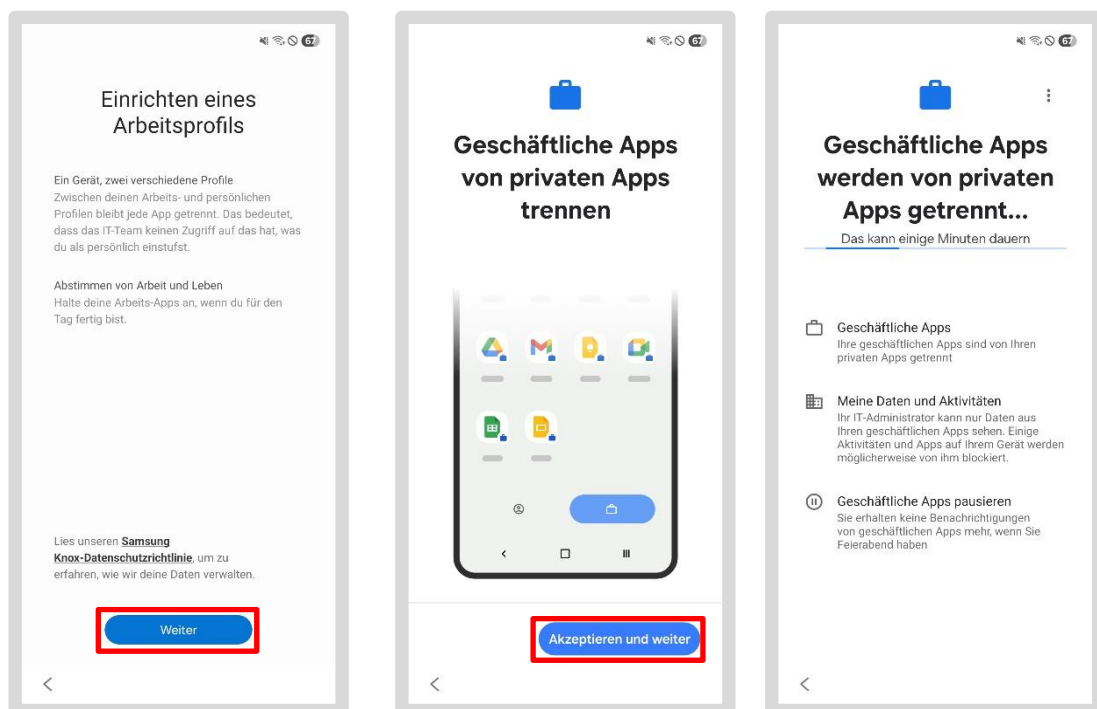 67
Einrichten eines
Arbeitsprofils
Ein Gerät, zwei verschiedene Profile
Zwischen deinen Arbeits- und persönlichen
Profilen bleibt jede App getrennt. Das bedeutet,
dass das IT-Team keinen Zugriff auf das hat, was
du als persönlich einstufst.
Abstimmen von Arbeit und Leben
Halte deine Arbeits-Apps an, wenn du für den
Tag fertig bist.
Lies unseren Samsung
Knox-Datenschutzrichtlinie, um zu
erfahren, wie wir deine Daten verwalten.
Weiter
67
Geschäftliche Apps
von privaten Apps
trennen
Akzeptieren und weiter
67
Geschäftliche Apps
werden von privaten
Apps getrennt...
Das kann einige Minuten dauern
Geschäftliche Apps
Ihre geschäftlichen Apps sind von Ihren
privaten Apps getrennt
Meine Daten und Aktivitäten
Ihr IT-Administrator kann nur Daten aus
Ihren geschäftlichen Apps sehen. Einige
Aktivitäten und Apps auf Ihrem Gerät werden
möglicherweise von ihm blockiert.
Geschäftliche Apps pausieren
Sie erhalten keine Benachrichtigungen
von geschäftlichen Apps mehr, wenn Sie
Feierabend haben